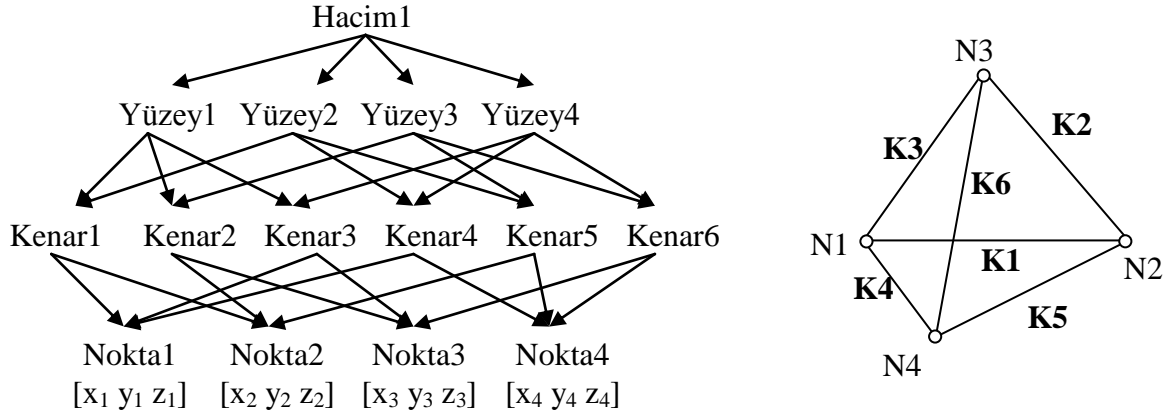 Hacim1
Yüzey1 Yüzey2 Yüzey3 Yüzey4
Kenar1 Kenar2 Kenar3 Kenar4 Kenar5 Kenar6
Nokta1 Nokta2 Nokta3 Nokta4
[x₁ y₁ z₁] [x₂ y₂ z₂] [x₃ y₃ z₃] [x₄ y₄ z₄]
N3
K3 K2
K6
N1 K1 N2
K4 K5
N4